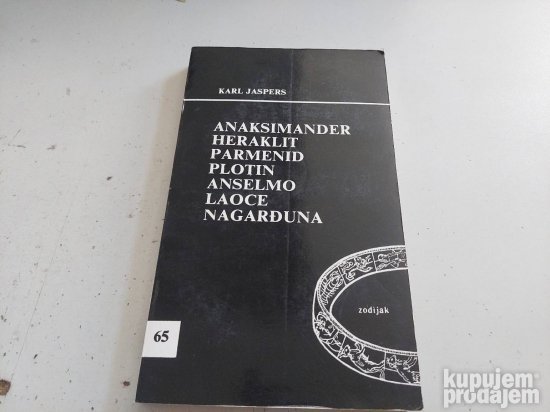 KARL JASPERS
ANAKSIMANDER
HERAKLIT
PARMENID
PLOTIN
ANSELMO
LAOCE
NAGARĐUNA
zodijak
65
kupujem
prodajem